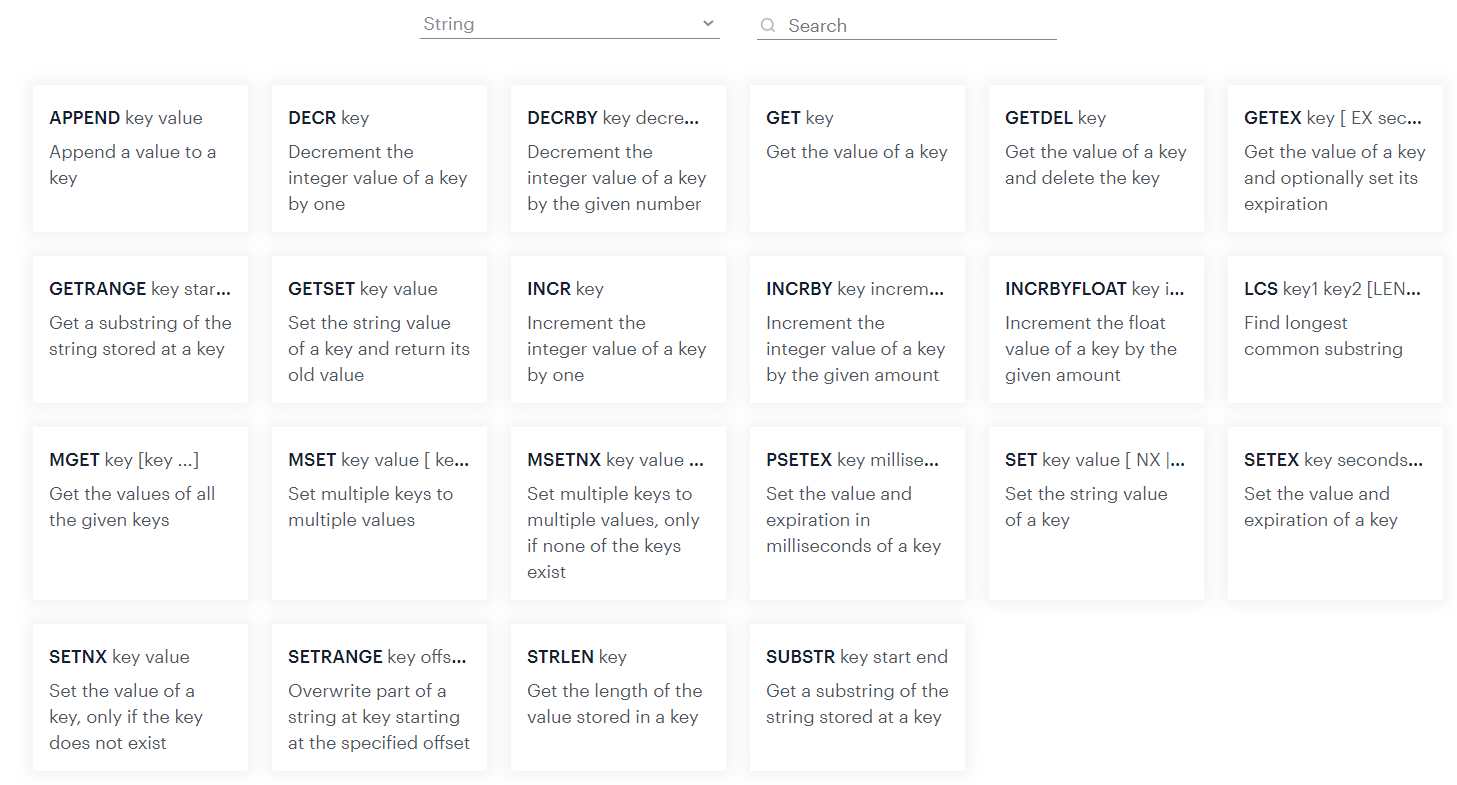 String
Search
APPEND key value
Append a value to a
key
DECR key
Decrement the
integer value of a key
by one
DECRBY key decre...
Decrement the
integer value of a key
by the given number
GET key
Get the value of a key
GETDEL key
Get the value of a key
and delete the key
GETEX key [ EX sec...
Get the value of a key
and optionally set its
expiration
GETRANGE key star...
Get a substring of the
string stored at a key
GETSET key value
Set the string value
of a key and return its
old value
INCR key
Increment the
integer value of a key
by one
INCRBY key increm...
Increment the
integer value of a key
by the given amount
INCRBYFLOAT key i...
Increment the float
value of a key by the
given amount
LCS key1 key2 [LEN...
Find longest
common substring
MGET key [key ...]
Get the values of all
the given keys
MSET key value [ ke...
Set multiple keys to
multiple values
MSETNX key value ...
Set multiple keys to
multiple values, only
if none of the keys
exist
PSETEX key millise...
Set the value and
expiration in
milliseconds of a key
SET key value [ NX |...
Set the string value
of a key
SETEX key seconds...
Set the value and
expiration of a key
SETNX key value
Set the value of a
key, only if the key
does not exist
SETRANGE key offs...
Overwrite part of a
string at key starting
at the specified offset
STRLEN key
Get the length of the
value stored in a key
SUBSTR key start end
Get a substring of the
string stored at a key